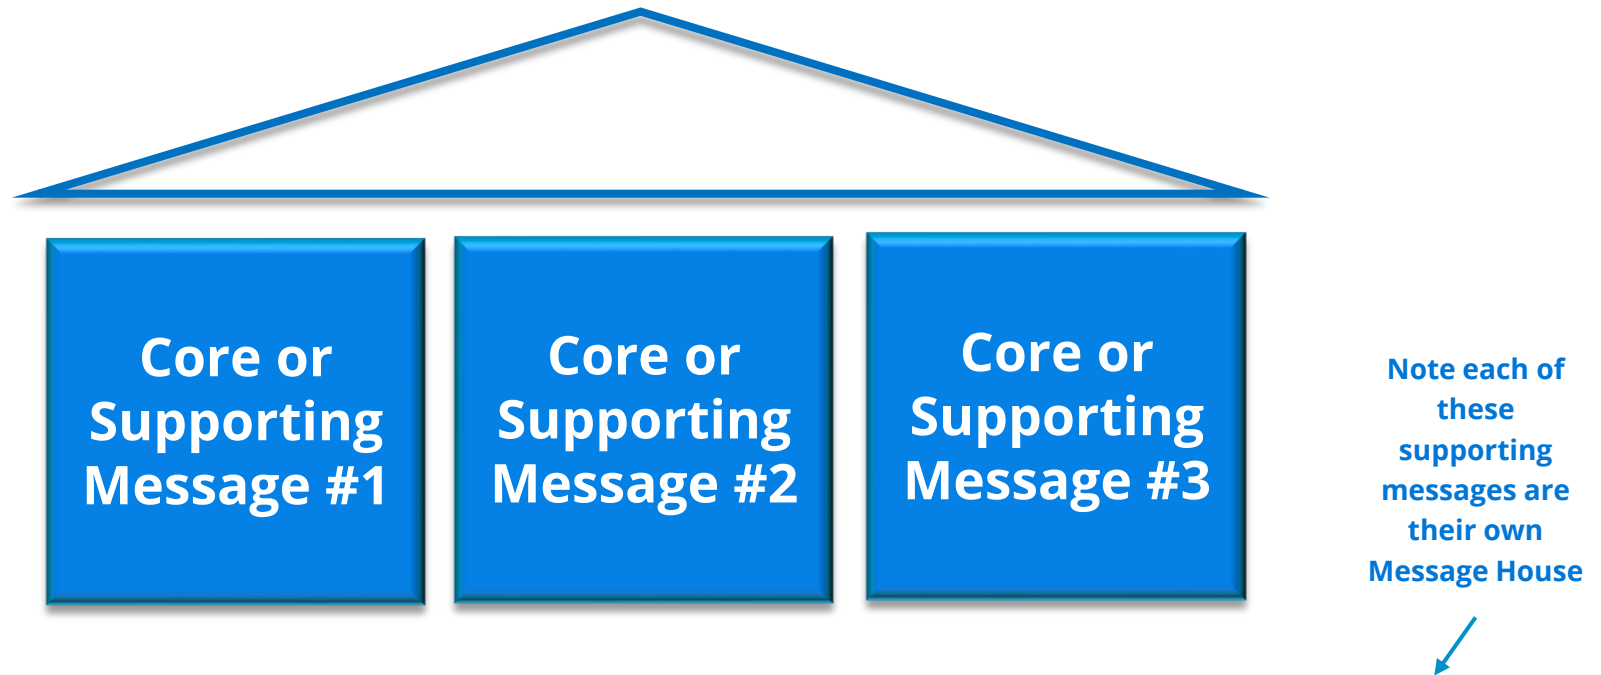 Core or
Supporting
Message #1
Core or
Supporting
Message #2
Core or
Supporting
Message #3
Note each of
these
supporting
messages are
their own
Message House